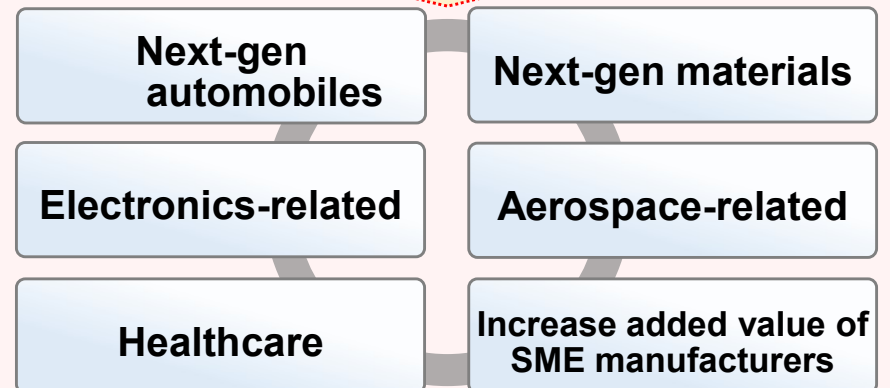 Next-gen
automobiles
Next-gen materials
Electronics-related
Aerospace-related
Healthcare
Increase added value of
SME manufacturers